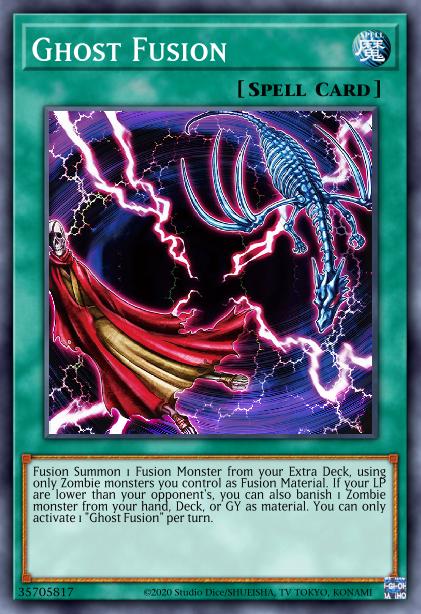 Ghost Fusion
SPELL
魔
[Spell Card]
Fusion Summon 1 Fusion Monster from your Extra Deck, using
only Zombie monsters you control as Fusion Material. If your LP
are lower than your opponent's, you can also banish 1 Zombie
monster from your hand, Deck, or GY as material. You can only
activate 1 "Ghost Fusion" per turn.
35705817 ©2020 Studio Dice/SHUEISHA, TV TOKYO, KONAMI